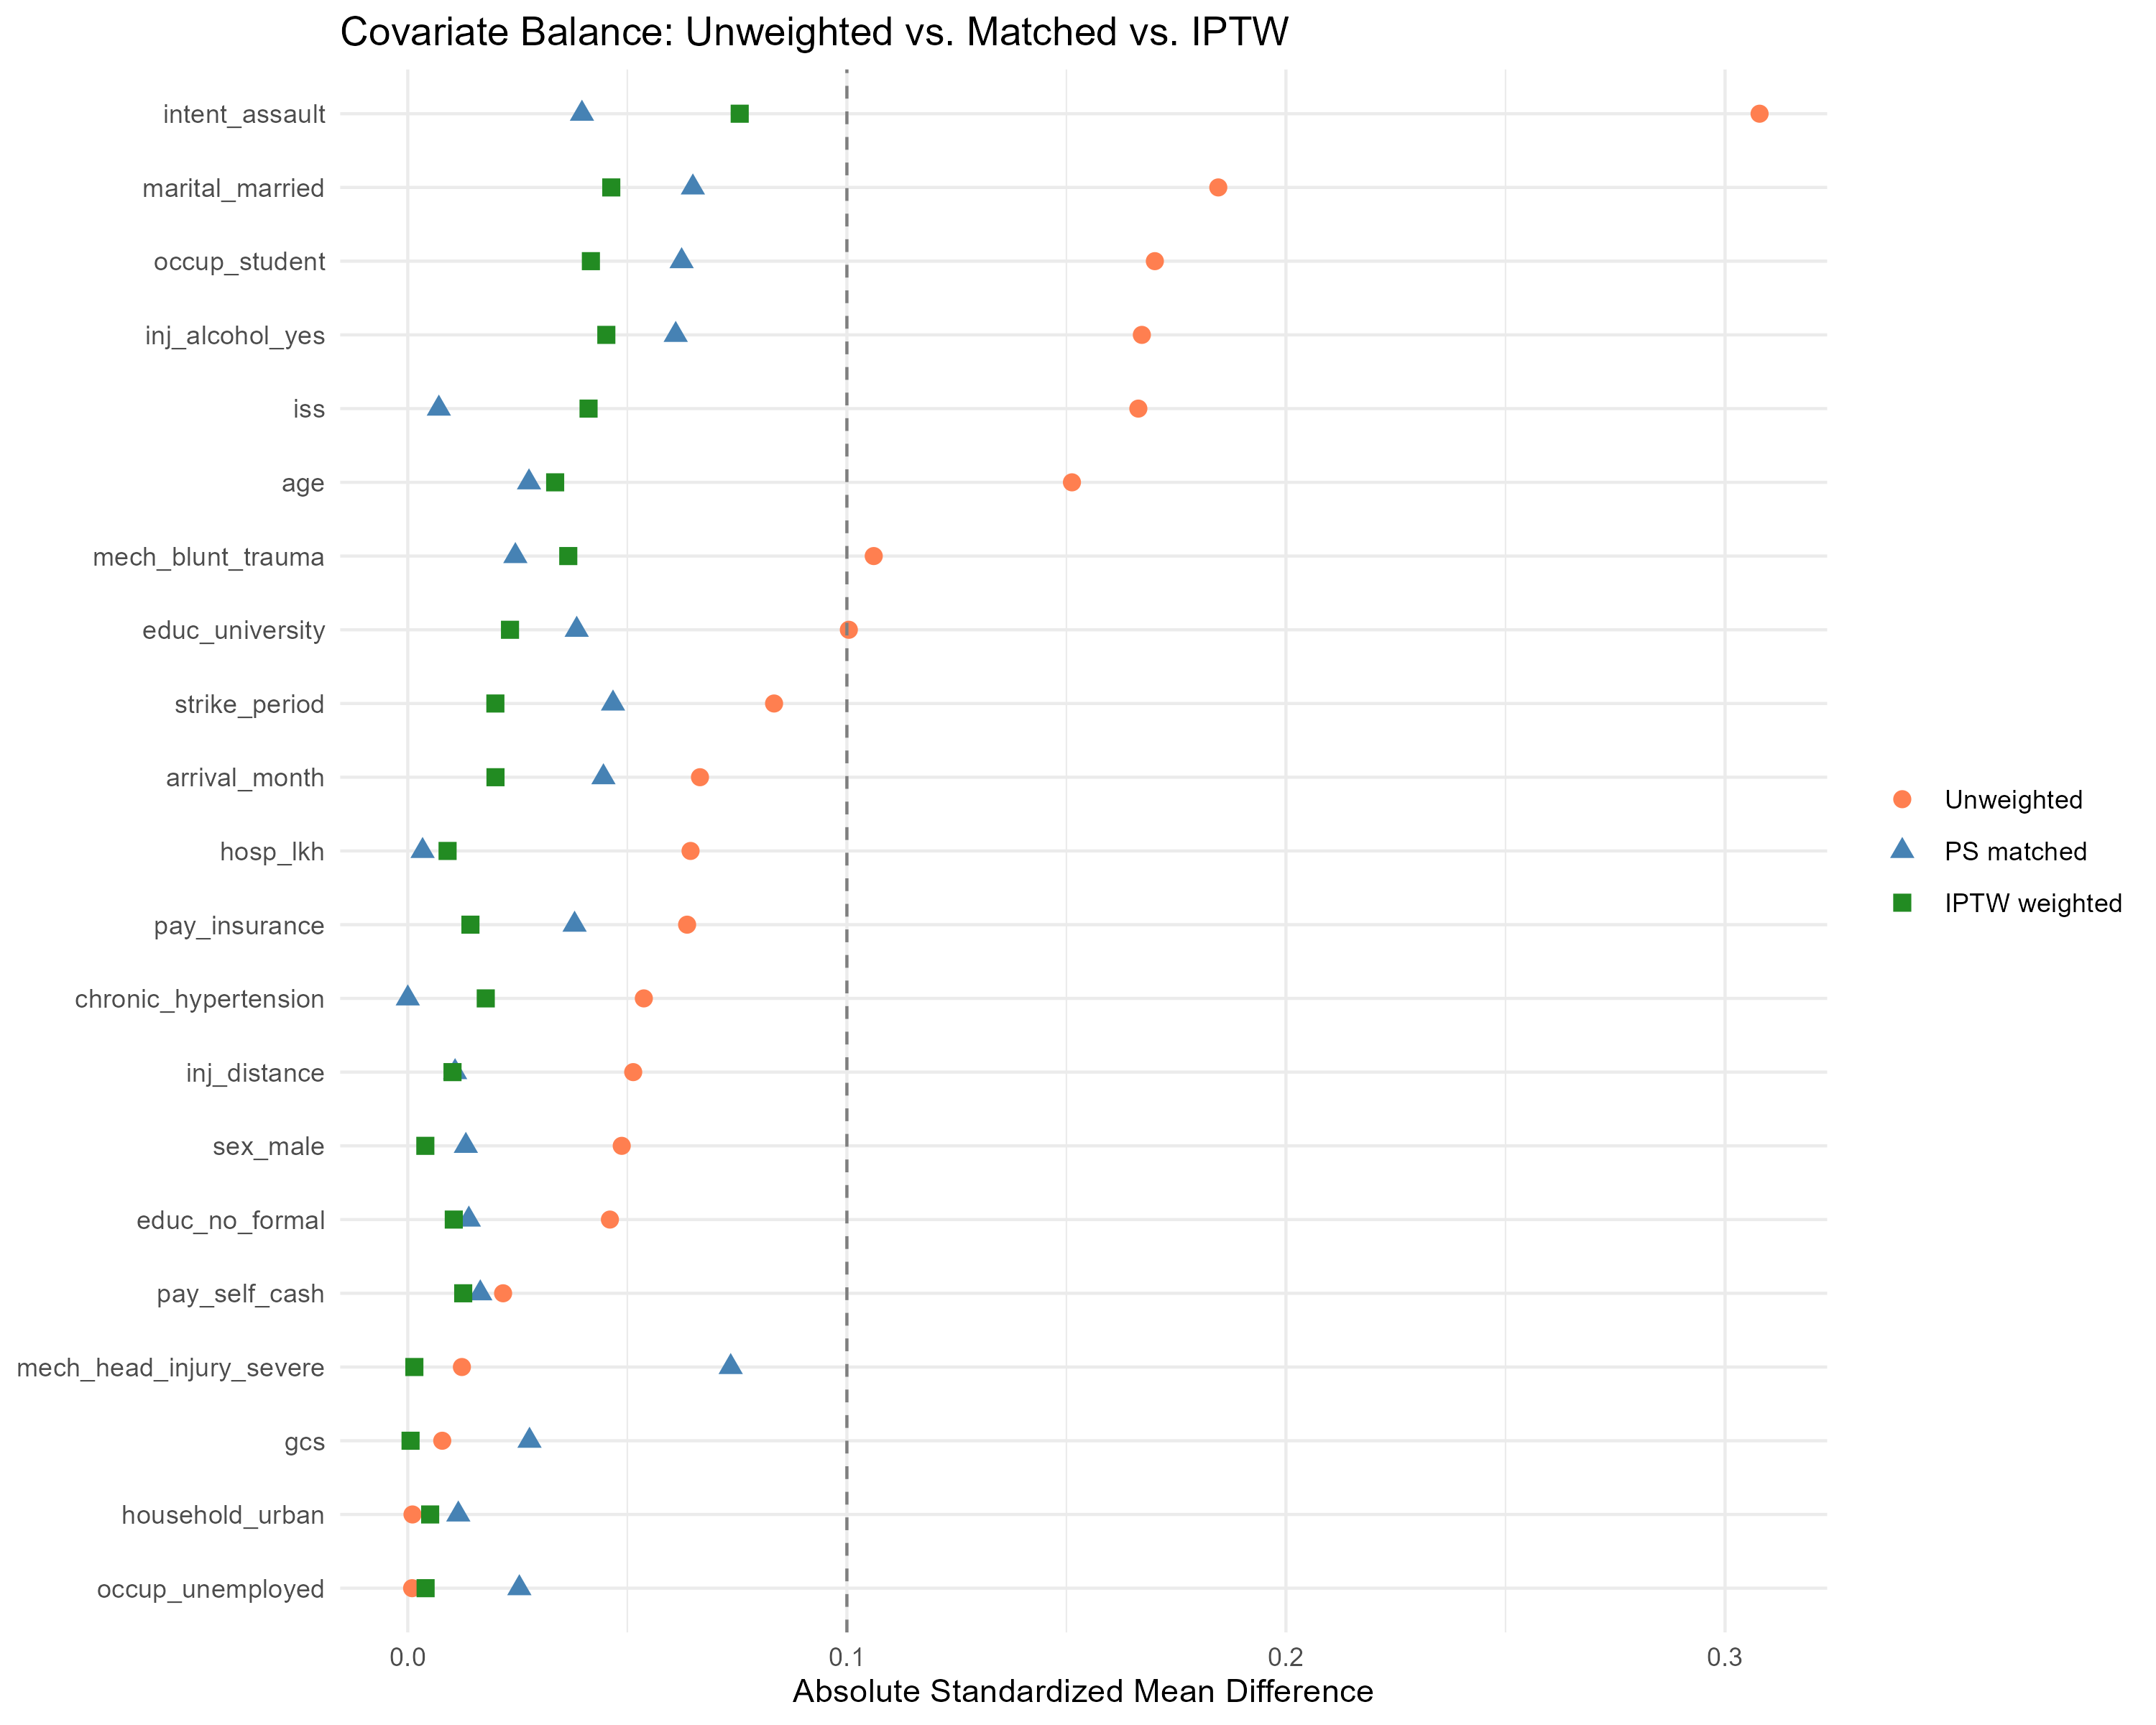 Covariate Balance: Unweighted vs. Matched vs. IPTW
intent_assault
marital_married
occup_student
inj_alcohol_yes
iss
age
mech_blunt_trauma
educ_university
strike_period
arrival_month
hosp_lkh
pay_insurance
chronic_hypertension
inj_distance
sex_male
educ_no_formal
pay_self_cash
mech_head_injury_severe
gcs
household_urban
occup_unemployed
0.0 0.1 0.2 0.3
Absolute Standardized Mean Difference
Unweighted
PS matched
IPTW weighted